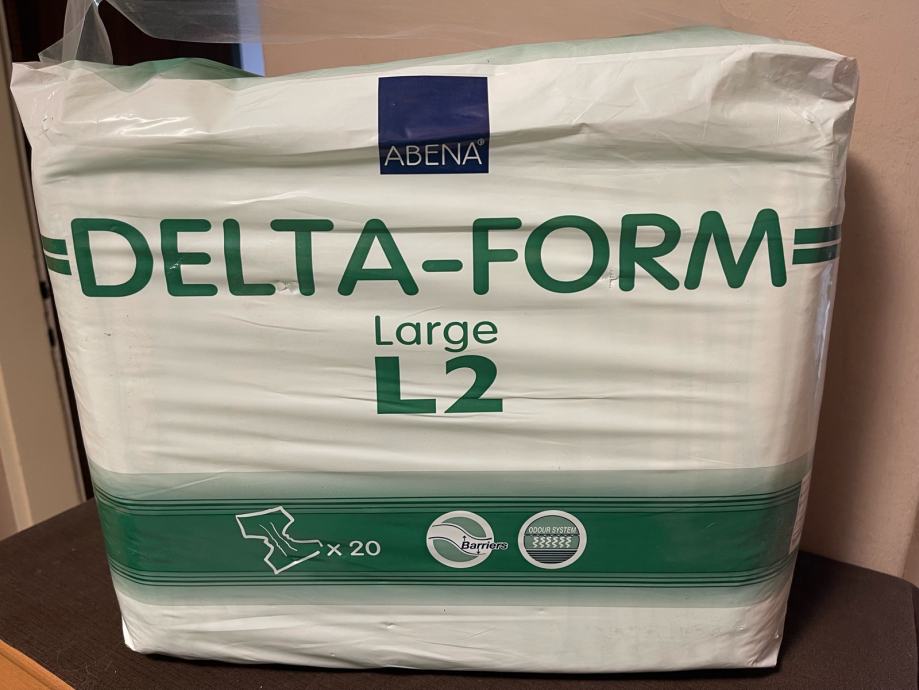 ABENA®
DELTA-FORM
Large
L2
x 20
Barriers
ODOUR SYSTEM